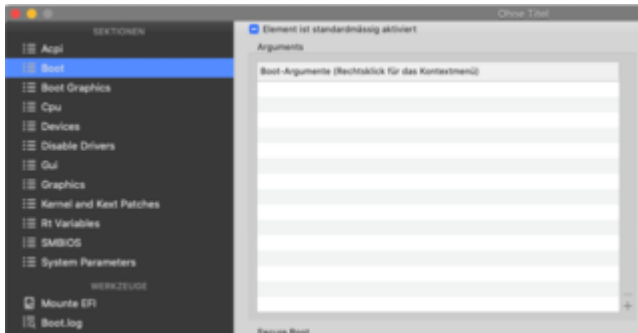 Ohne Titel
SEKTIONEN
Acpi
Boot
Boot Graphics
Cpu
Devices
Disable Drivers
Gui
Graphics
Kernel and Kext Patches
Rt Variables
SMBIOS
System Parameters
WERKZEUGE
Mounte EFI
Boot.log
Element ist standardmässig aktiviert
Arguments
Boot-Argumente (Rechtsklick für das Kontextmenü)
Secure Boot